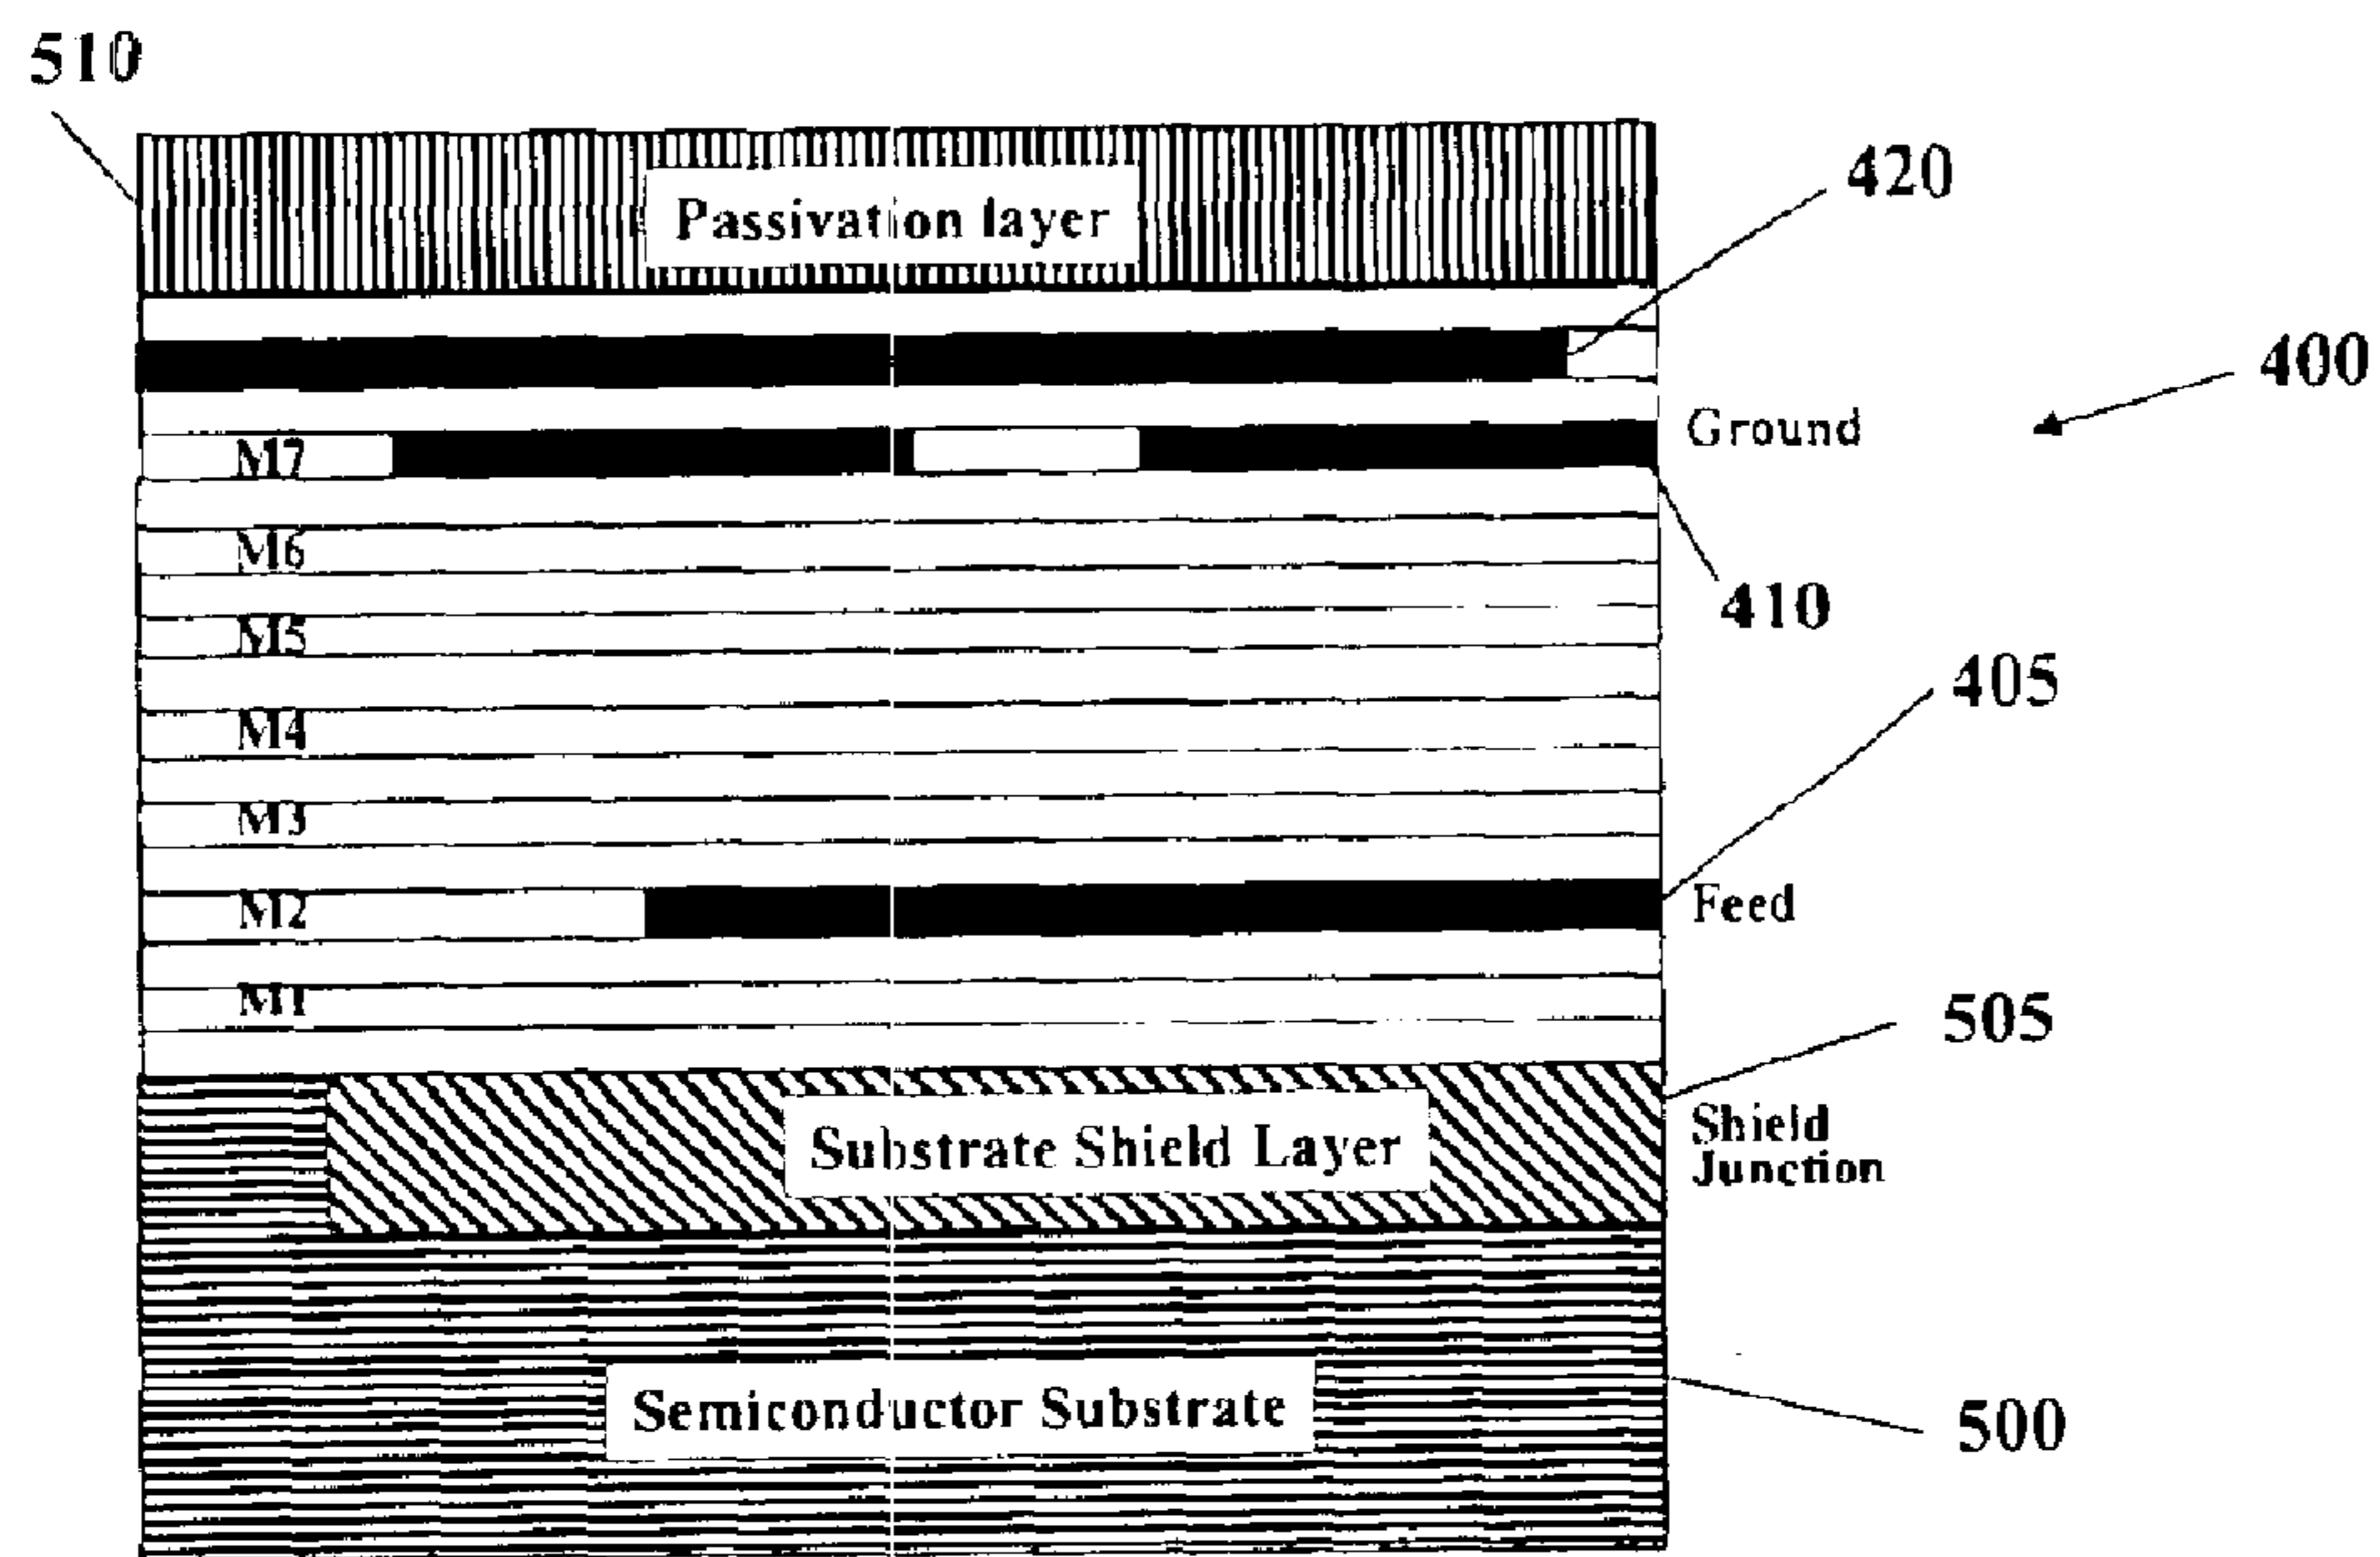 510
Passivation layer
420
400
Ground
M7
M6
410
M5
405
M4
M3
Feed
M2
M1
505
Shield
Junction
Substrate Shield Layer
Semiconductor Substrate
500